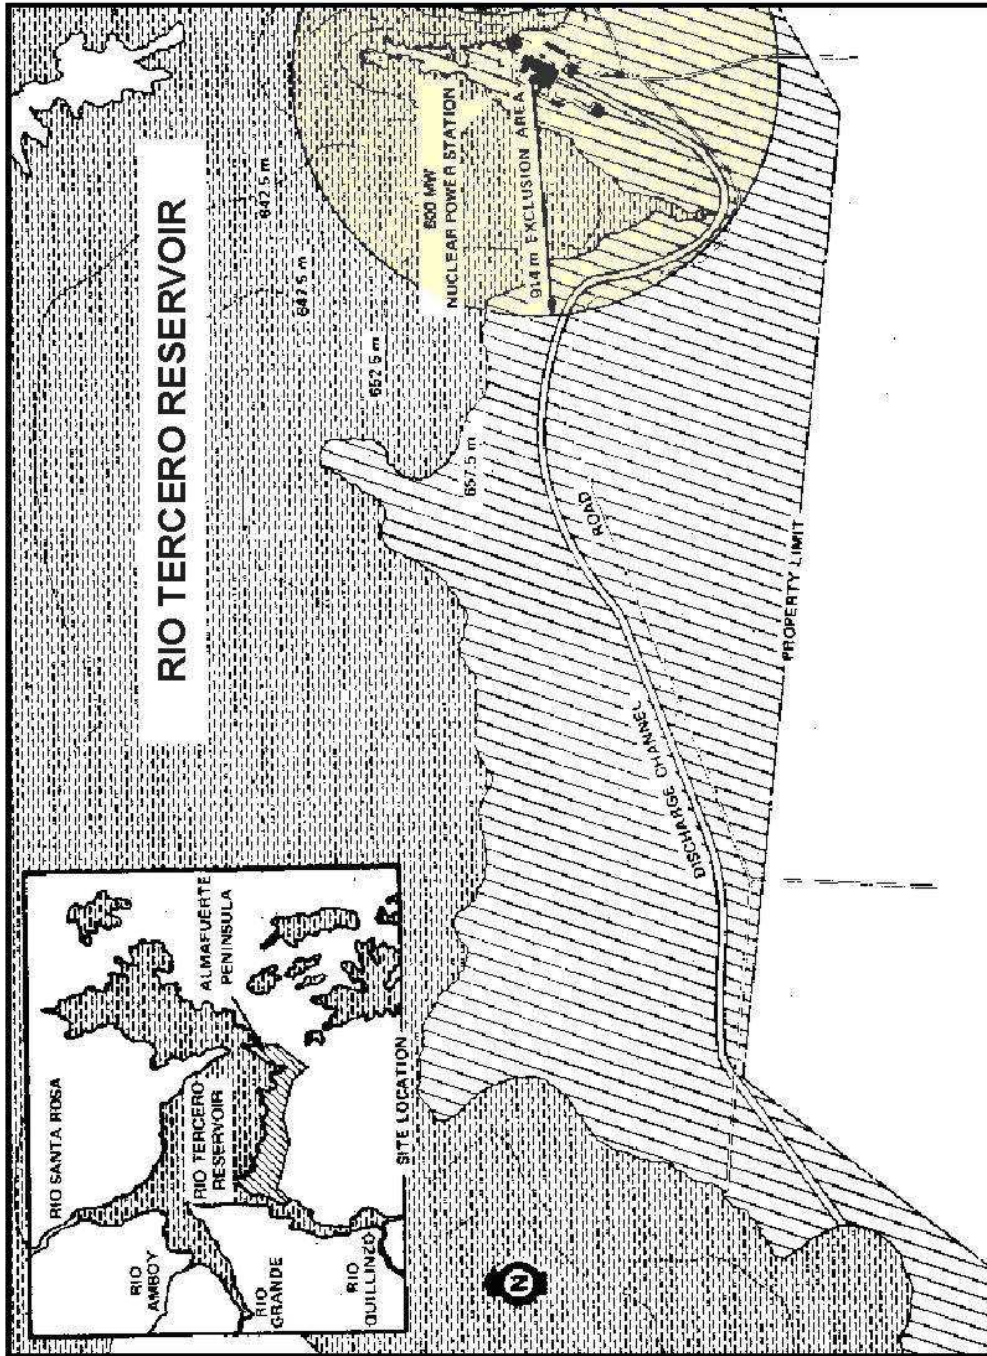 RIO TERCERO RESERVOIR
642.5 m
647.5 m
652.5 m
657.5 m
600 MW
NUCLEAR POWER STATION
914 m EXCLUSION AREA
ROAD
DISCHARGE CHANNEL
PROPERTY LIMIT
RIO SANTA ROSA
RIO
AMBOY
RIO
GRANDE
RIO
QUILLINZO
RIO TERCERO
RESERVOIR
ALMAFUERTE
PENINSULA
SITE LOCATION
N